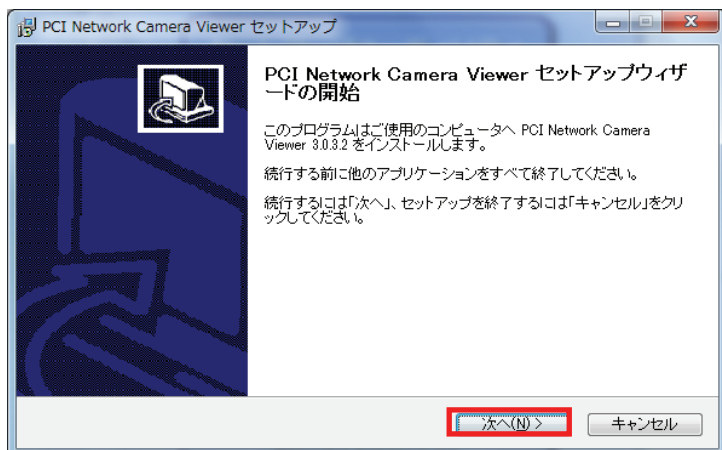 PCI Network Camera Viewer セットアップ
PCI Network Camera Viewer セットアップウィザ
ードの開始
このプログラムはご使用のコンピュータへ PCI Network Camera
Viewer 3.0.3.2 をインストールします。
続行する前に他のアプリケーションをすべて終了してください。
続行するには「次へ」、セットアップを終了するには「キャンセル」をクリ
ックしてください。
次へ(N) >
キャンセル